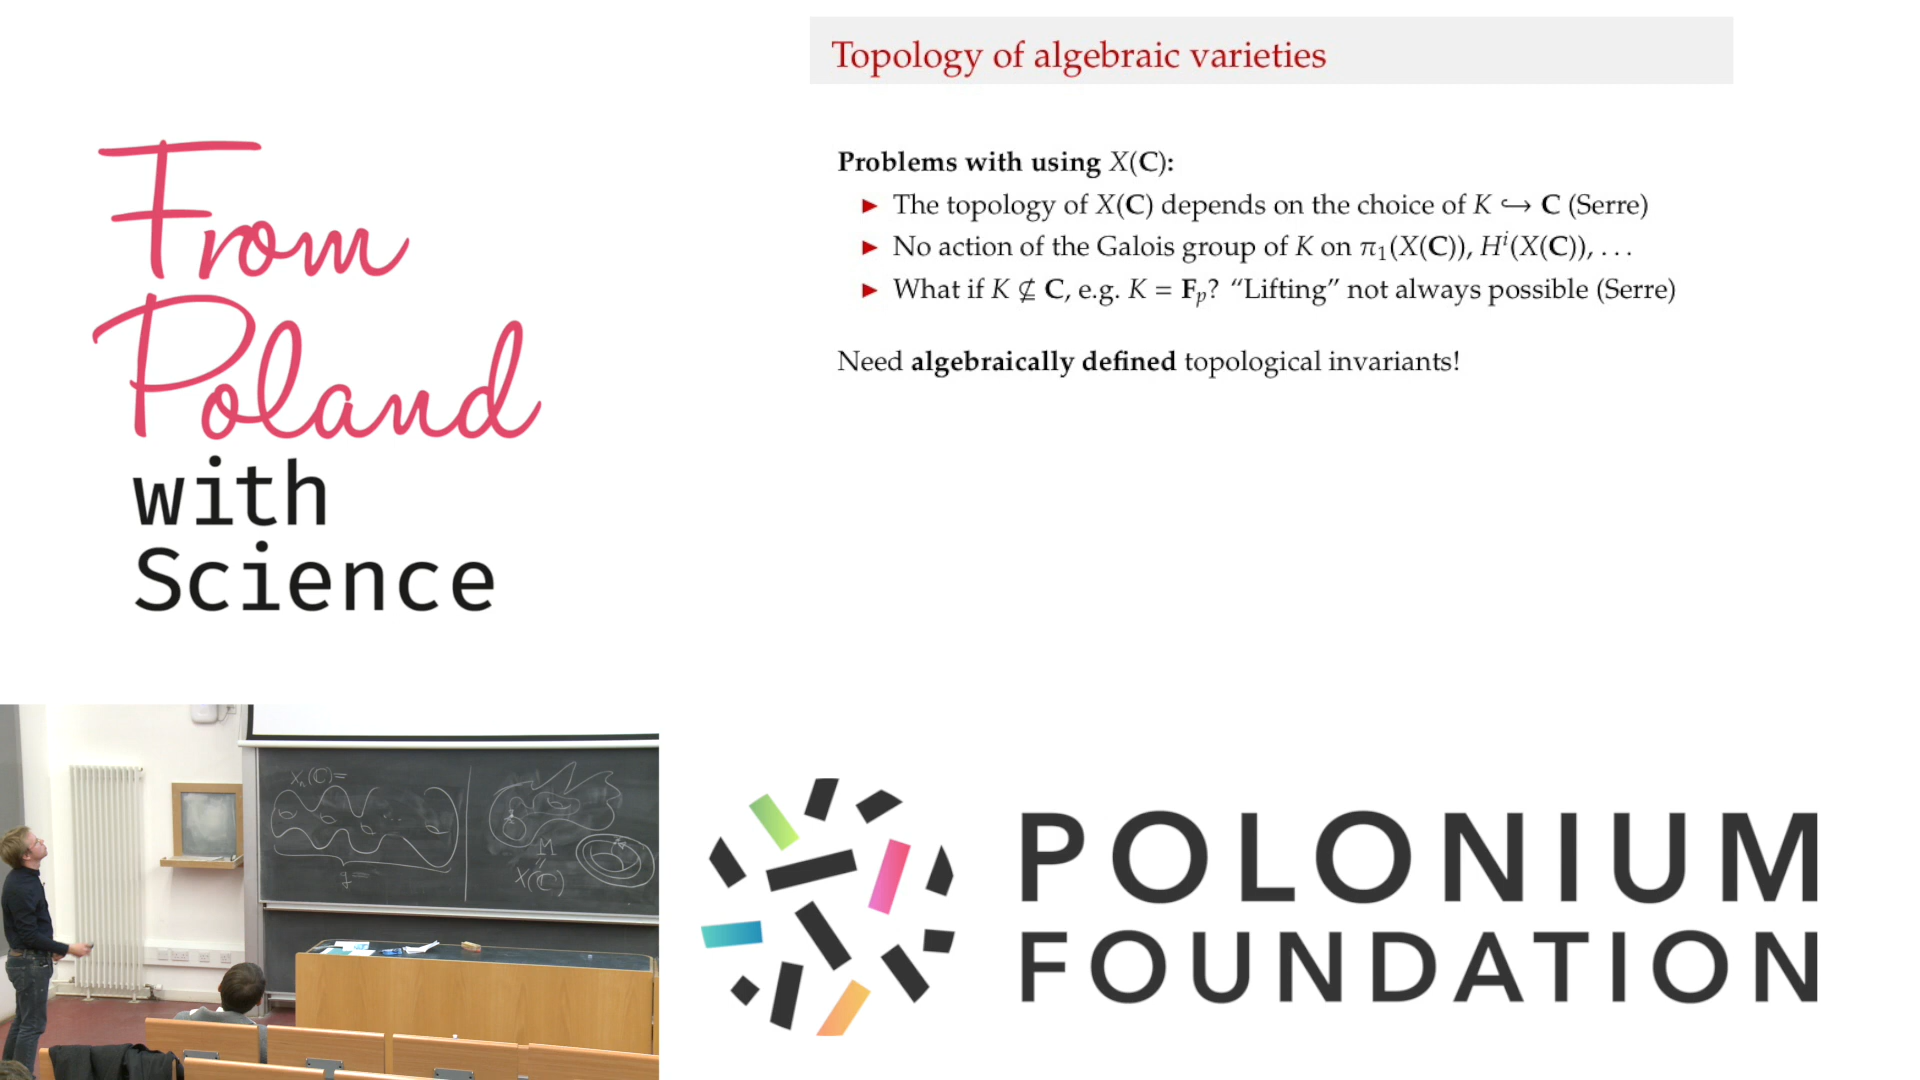 From
Poland
with
Science
Topology of algebraic varieties
Problems with using X(C):
► The topology of X(C) depends on the choice of K ↪ C (Serre)
► No action of the Galois group of K on π₁(X(C)), Hⁱ(X(C)), . . .
► What if K ⊄ C, e.g. K = Fₚ? “Lifting” not always possible (Serre)
Need algebraically defined topological invariants!
Xₙ(ℂ)=
M
X(ℂ)
POLONIUM
FOUNDATION